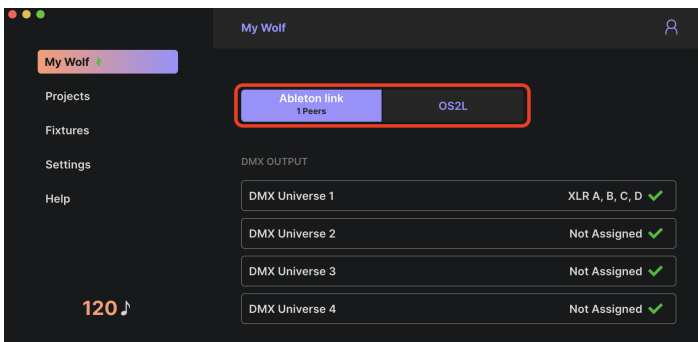 My Wolf
My Wolf
Projects
Fixtures
Settings
Help
120
Ableton link
1 Peers
OS2L
DMX OUTPUT
DMX Universe 1 XLR A, B, C, D
DMX Universe 2 Not Assigned
DMX Universe 3 Not Assigned
DMX Universe 4 Not Assigned